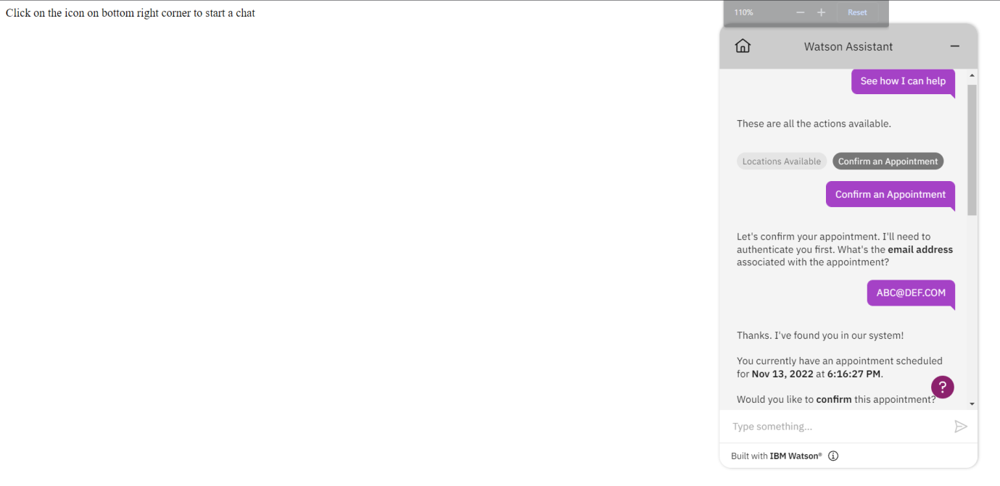 Click on the icon on bottom right corner to start a chat
110%
Reset
Watson Assistant
See how I can help
These are all the actions available.
Locations Available
Confirm an Appointment
Confirm an Appointment
Let's confirm your appointment. I'll need to
authenticate you first. What's the email address
associated with the appointment?
ABC@DEF.COM
Thanks. I've found you in our system!
You currently have an appointment scheduled
for Nov 13, 2022 at 6:16:27 PM.
Would you like to confirm this appointment?
?
Type something...
Built with IBM Watson®